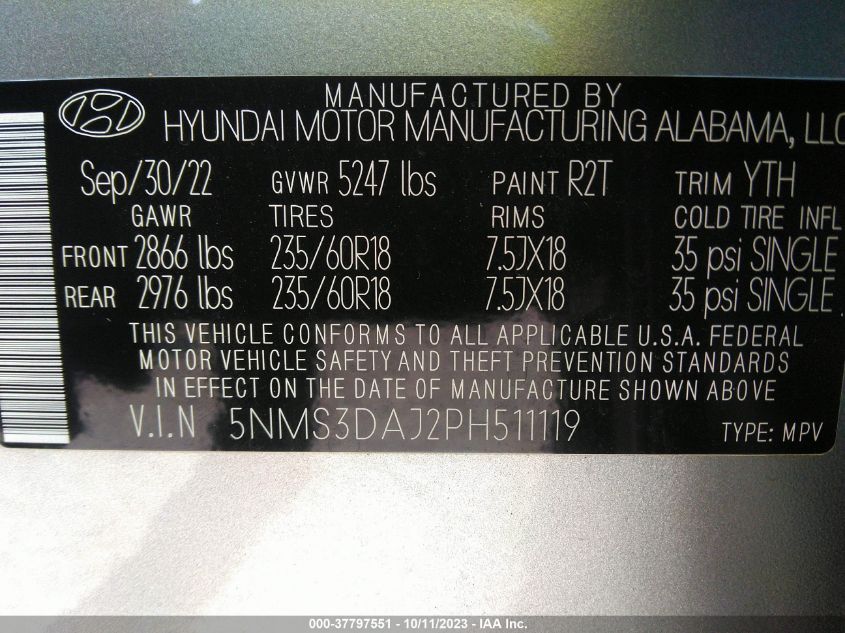 MANUFACTURED BY
HYUNDAI MOTOR MANUFACTURING ALABAMA, LLC
Sep/30/22 GVWR 5247 lbs PAINT R2T TRIM YTH
GAWR TIRES RIMS COLD TIRE INFL
FRONT 2866 lbs 235/60R18 7.5JX18 35 psi SINGLE
REAR 2976 lbs 235/60R18 7.5JX18 35 psi SINGLE
THIS VEHICLE CONFORMS TO ALL APPLICABLE U.S.A. FEDERAL
MOTOR VEHICLE SAFETY AND THEFT PREVENTION STANDARDS
IN EFFECT ON THE DATE OF MANUFACTURE SHOWN ABOVE
V.I.N 5NMS3DAJ2PH511119 TYPE: MPV
000-37797551 - 10/11/2023 - IAA Inc.